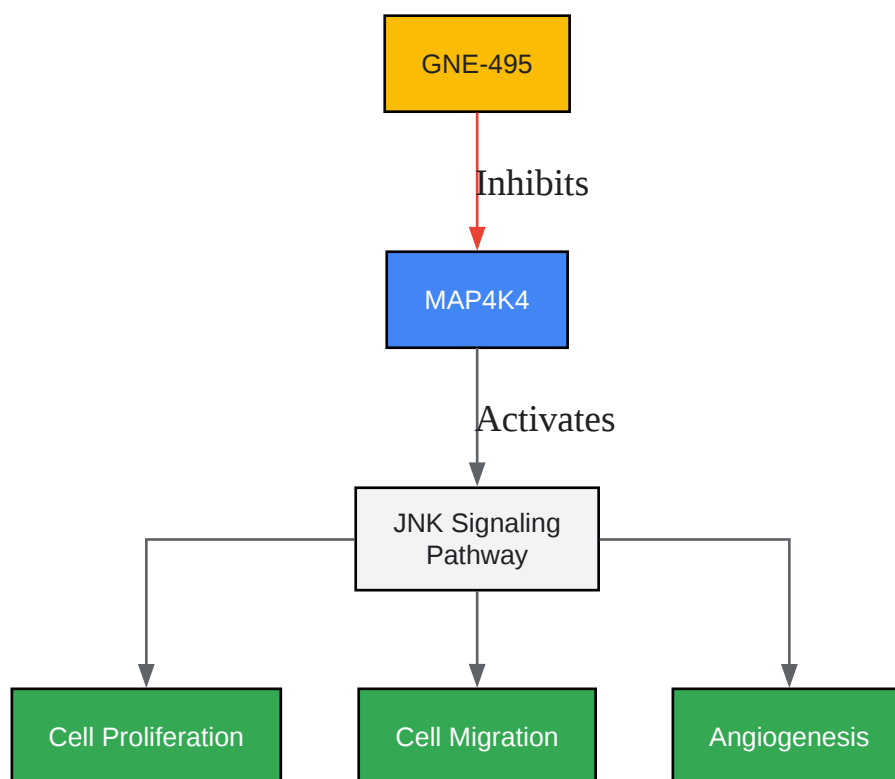 GNE-495
Inhibits
MAP4K4
Activates
JNK Signaling
Pathway
Cell Proliferation
Cell Migration
Angiogenesis